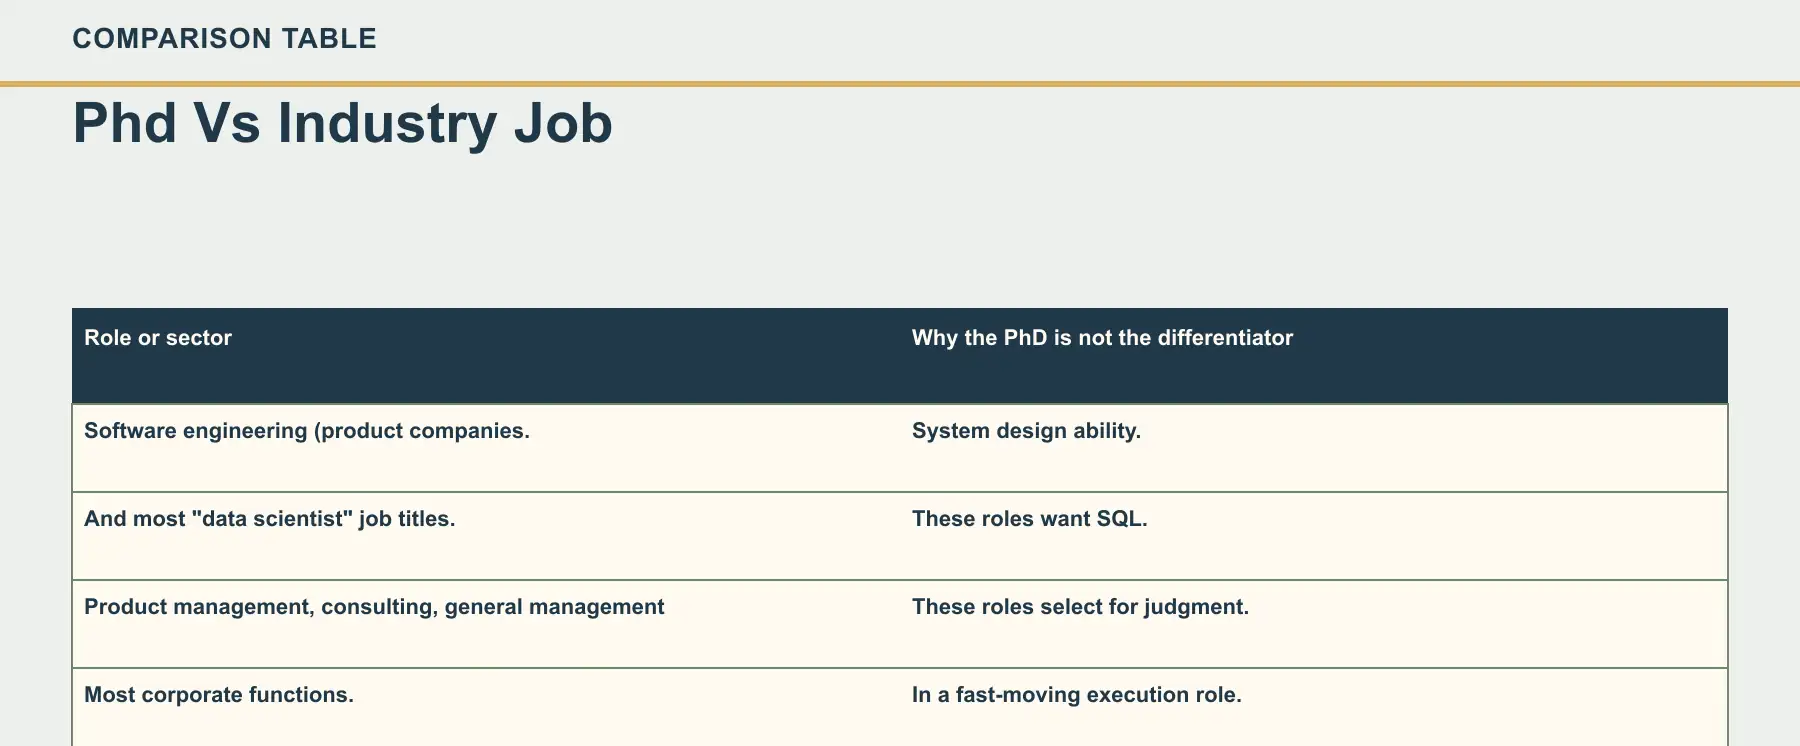 COMPARISON TABLE
Phd Vs Industry Job
Role or sector
Why the PhD is not the differentiator
Software engineering (product companies.
System design ability.
And most "data scientist" job titles.
These roles want SQL.
Product management, consulting, general management
These roles select for judgment.
Most corporate functions.
In a fast-moving execution role.